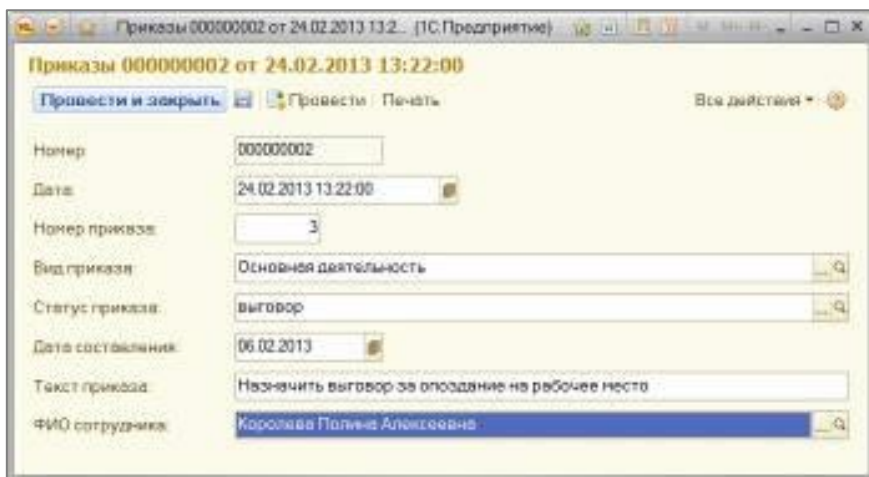 Приказы 000000002 от 24.02.2013 13:2... (1С:Предприятие)
Приказы 000000002 от 24.02.2013 13:22:00
Провести и закрыть Провести Печать Все действия
Номер: 000000002
Дата: 24.02.2013 13:22:00
Номер приказа: 3
Вид приказа: Основная деятельность ...
Статус приказа: выговор ...
Дата составления: 06.02.2013
Текст приказа: Назначить выговор за опоздание на рабочее место
ФИО сотрудника: Королева Полина Алексеевна ...